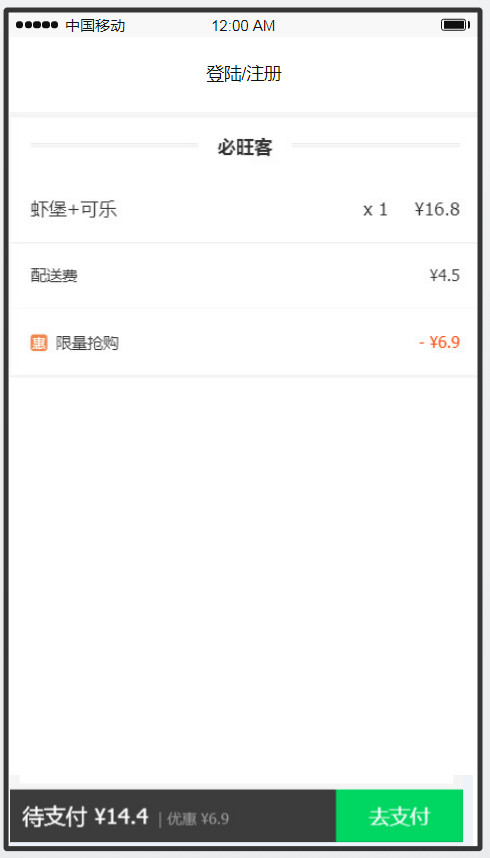 中国移动 12:00 AM
登陆/注册
必旺客
虾堡+可乐 x 1 ¥16.8
配送费 ¥4.5
惠 限量抢购 - ¥6.9
待支付 ¥14.4 | 优惠 ¥6.9 去支付